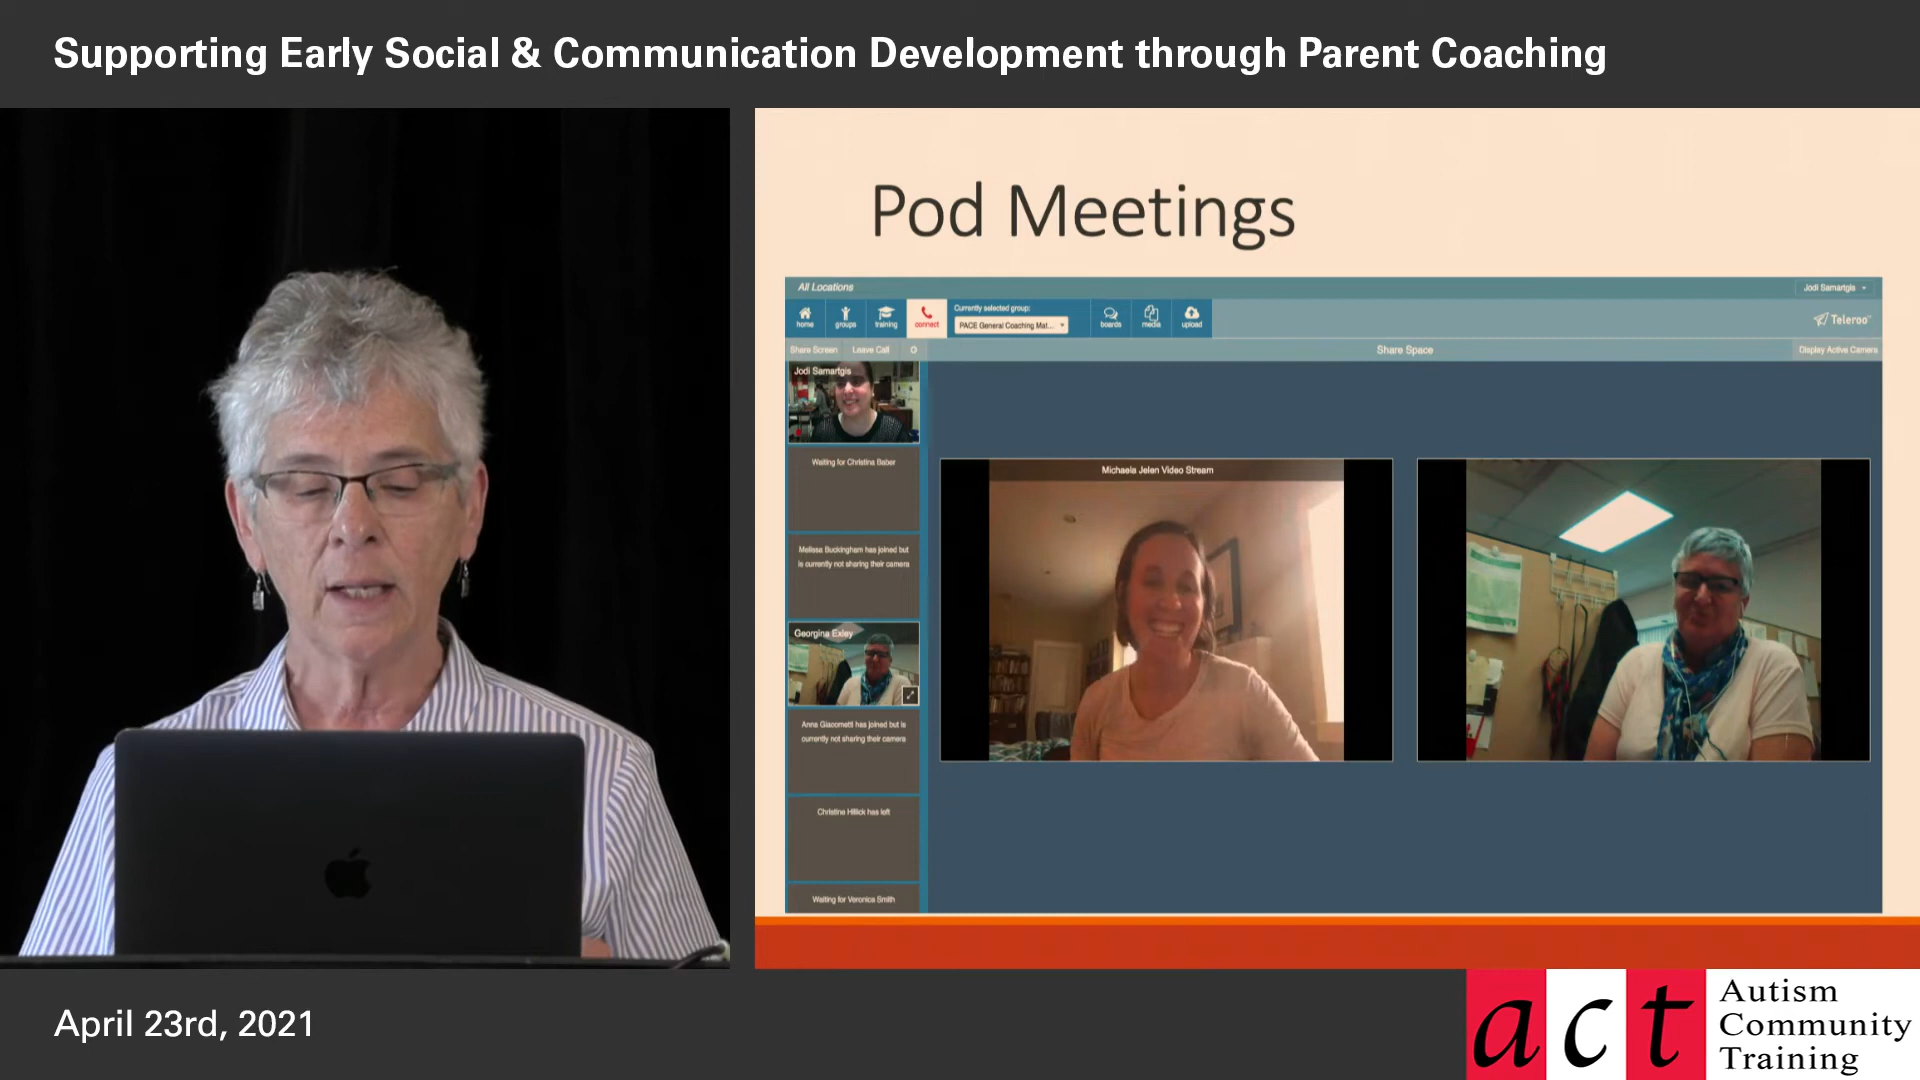 Supporting Early Social & Communication Development through Parent Coaching
Pod Meetings
All Locations
Jodi Samartgis
home
groups
training
connect
Currently selected group:
PACE General Coaching Mat...
boards
media
upload
Teleroo™
Share Screen
Leave Call
Share Space
Display Active Camera
Jodi Samartgis
Waiting for Christina Baber
Melissa Buckingham has joined but
is currently not sharing their camera
Georgina Exley
Anna Giacometti has joined but is
currently not sharing their camera
Christine Hillick has left
Waiting for Veronica Smith
Michaela Jelen Video Stream
April 23rd, 2021
act
Autism
Community
Training